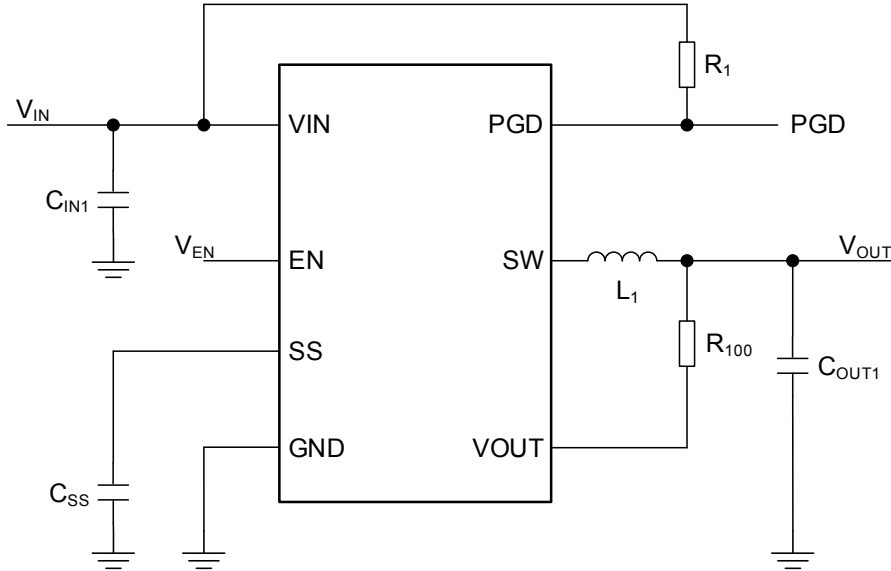 R1
VIN
VIN
PGD
PGD
CIN1
VEN
EN
SW
VOUT
L1
SS
R100
COUT1
GND
VOUT
CSS